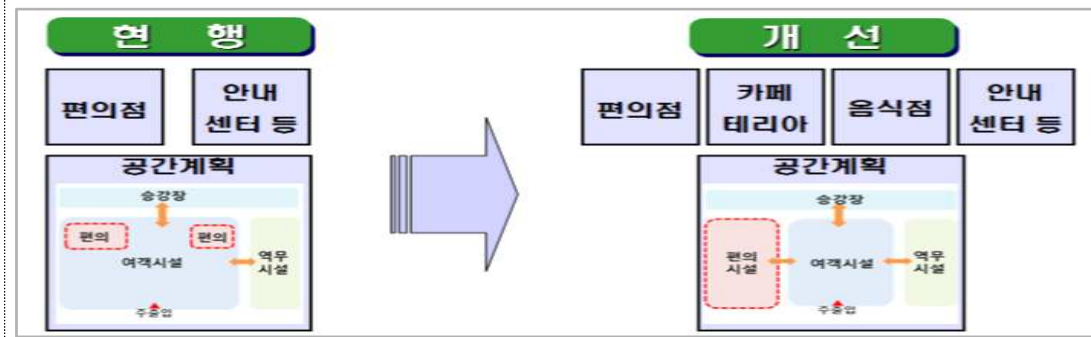 현 행
편의점
안내
센터 등
공간계획
승강장
편의
편의
여객시설
역무
시설
주출입
개 선
편의점
카페
테리아
음식점
안내
센터 등
공간계획
승강장
편의
시설
여객시설
역무
시설
주출입